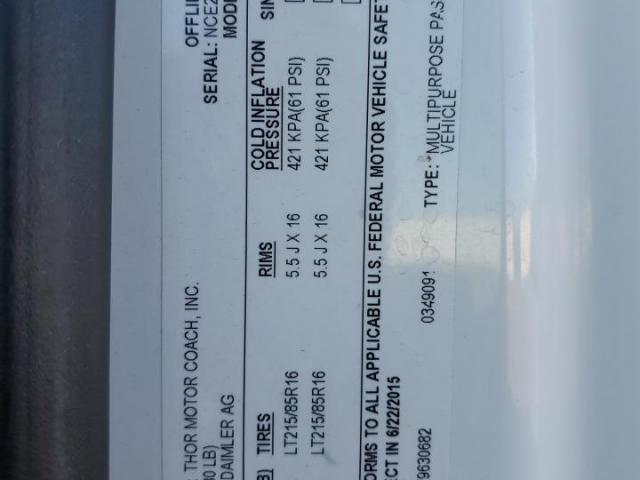 OFFLI
: THOR MOTOR COACH, INC. SERIAL: NCE2
0 LB) MODE
DAIMLER AG
COLD INFLATION
B) TIRES RIMS PRESSURE SIN
LT215/85R16 5.5 J X 16 421 KPA(61 PSI)
LT215/85R16 5.5 J X 16 421 KPA(61 PSI)
ORMS TO ALL APPLICABLE U.S. FEDERAL MOTOR VEHICLE SAFET
ECT IN 6/22/2015
9630682 0349091 TYPE: *MULTIPURPOSE PAS
VEHICLE